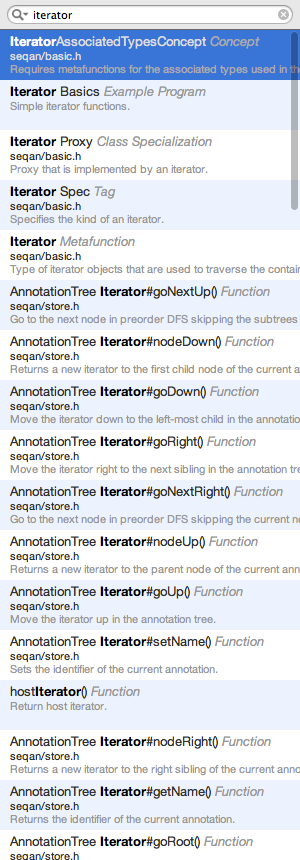 iterator
IteratorAssociatedTypesConcept Concept
seqan/basic.h
Requires metafunctions for the associated types used in the
Iterator Basics Example Program
Simple iterator functions.
Iterator Proxy Class Specialization
seqan/basic.h
Proxy that is implemented by an iterator.
Iterator Spec Tag
seqan/basic.h
Specifies the kind of an iterator.
Iterator Metafunction
seqan/basic.h
Type of iterator objects that are used to traverse the contain
AnnotationTree Iterator#goNextUp() Function
seqan/store.h
Go to the next node in preorder DFS skipping the subtrees
AnnotationTree Iterator#nodeDown() Function
seqan/store.h
Returns a new iterator to the first child node of the current a
AnnotationTree Iterator#goDown() Function
seqan/store.h
Move the iterator down to the left-most child in the annotatio
AnnotationTree Iterator#goRight() Function
seqan/store.h
Move the iterator right to the next sibling in the annotation tre
AnnotationTree Iterator#goNextRight() Function
seqan/store.h
Go to the next node in preorder DFS skipping the current no
AnnotationTree Iterator#nodeUp() Function
seqan/store.h
Returns a new iterator to the parent node of the current ann
AnnotationTree Iterator#goUp() Function
seqan/store.h
Move the iterator up in the annotation tree.
AnnotationTree Iterator#setName() Function
seqan/store.h
Sets the identifier of the current annotation.
hostIterator() Function
Return host iterator.
AnnotationTree Iterator#nodeRight() Function
seqan/store.h
Returns a new iterator to the right sibling of the current anno
AnnotationTree Iterator#getName() Function
seqan/store.h
Returns the identifier of the current annotation.
AnnotationTree Iterator#goRoot() Function
seqan/store.h